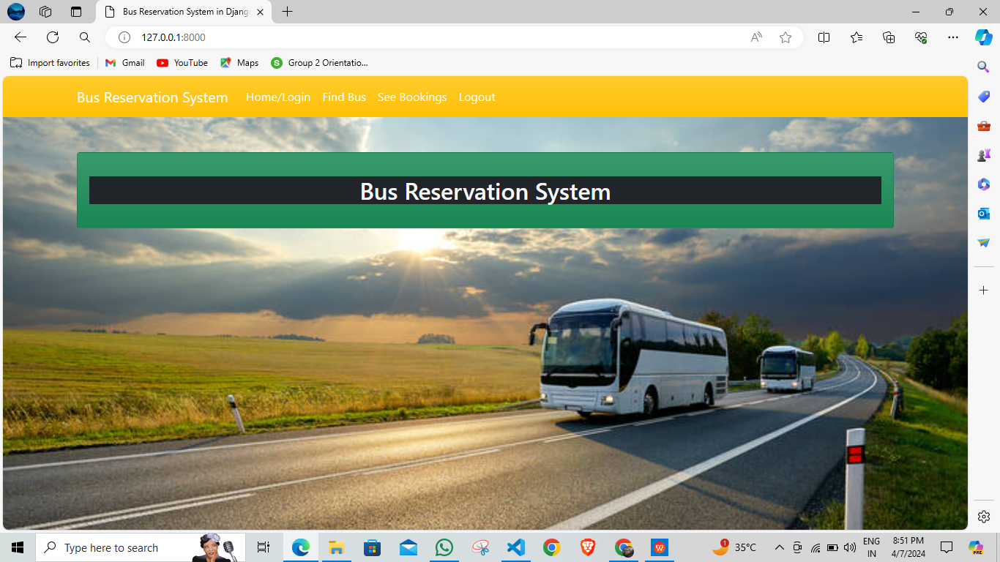 Bus Reservation System in Djang
127.0.0.1:8000
Import favorites
Gmail
YouTube
Maps
Group 2 Orientatio...
Bus Reservation System
Home/Login
Find Bus
See Bookings
Logout
Bus Reservation System
Type here to search
1
35°C
ENG
IN
8:51 PM
4/7/2024
PRE